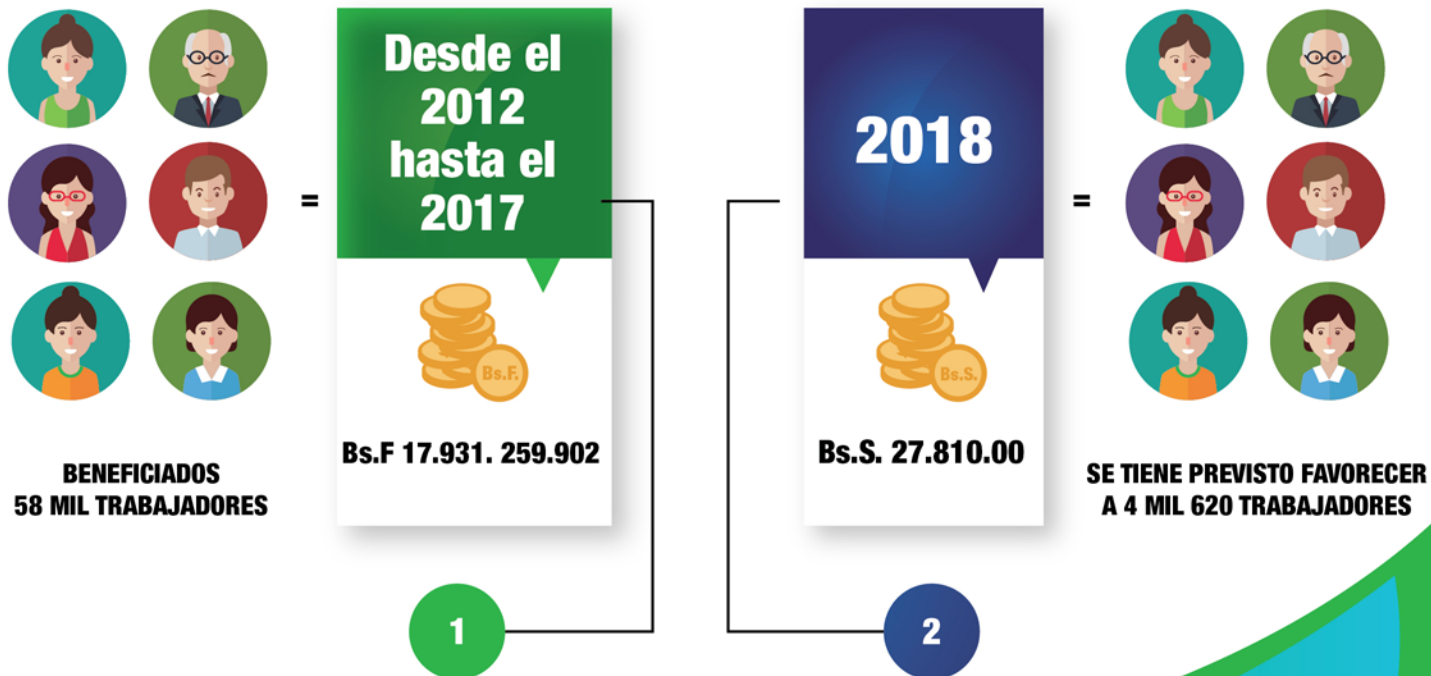 Desde el
2012
hasta el
2017
=
Bs.F.
Bs.F 17.931. 259.902
BENEFICIADOS
58 MIL TRABAJADORES
1
2018
=
Bs.S.
Bs.S. 27.810.00
SE TIENE PREVISTO FAVORECER
A 4 MIL 620 TRABAJADORES
2